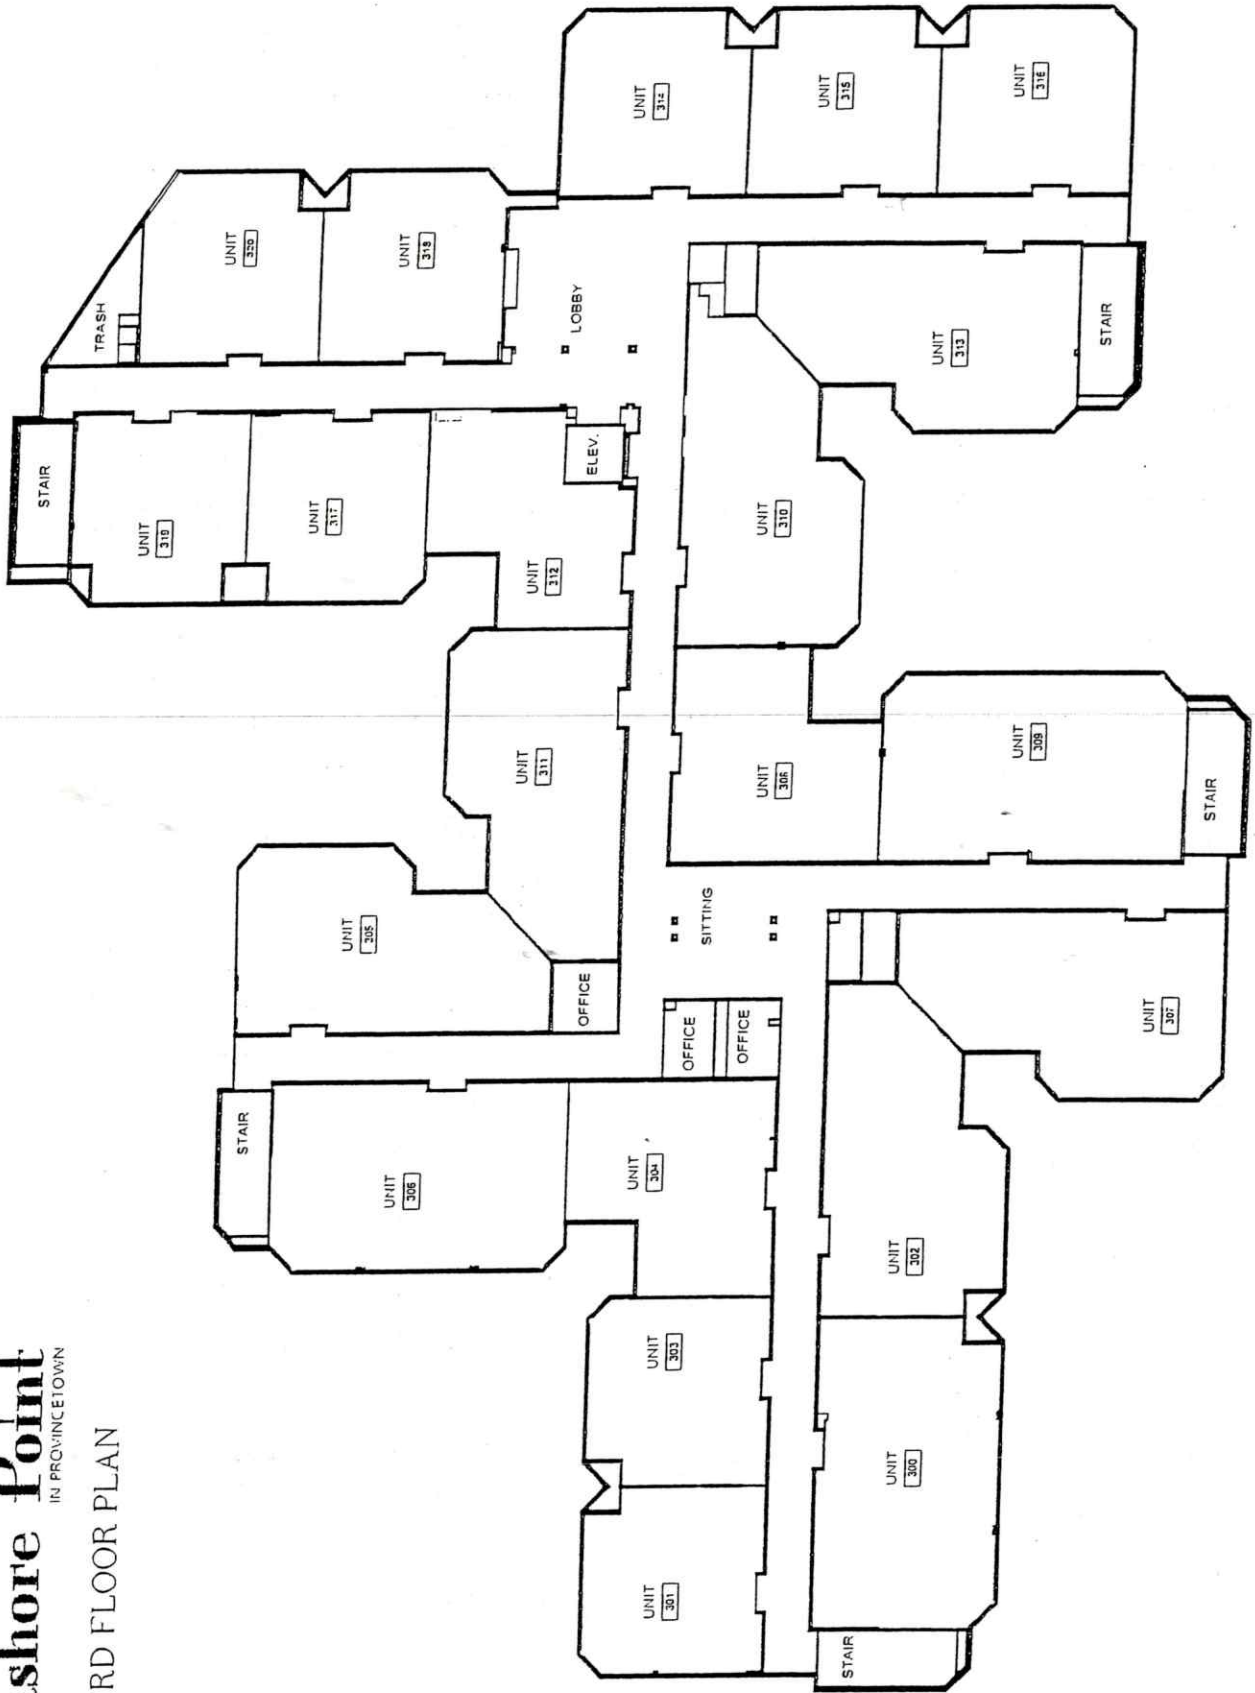 shore Point
IN PROVINCETOWN
RD FLOOR PLAN
STAIR
TRASH
UNIT
319
UNIT
320
STAIR
UNIT
317
UNIT
305
UNIT
306
UNIT
318
UNIT
311
UNIT
312
ELEV.
LOBBY
OFFICE
UNIT
301
UNIT
303
UNIT
304
UNIT
314
OFFICE
SITTING
OFFICE
UNIT
308
UNIT
310
UNIT
315
STAIR
UNIT
300
UNIT
302
UNIT
313
UNIT
309
UNIT
316
STAIR
UNIT
307
STAIR